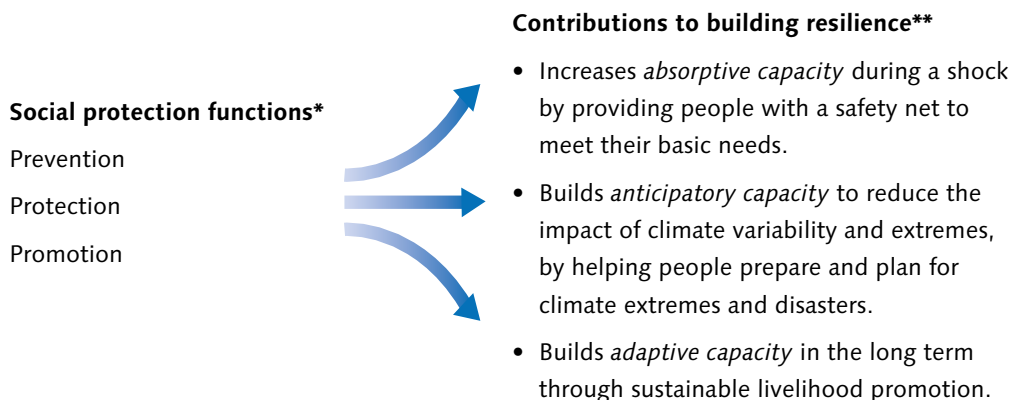 Social protection functions*
Prevention
Protection
Promotion
Contributions to building resilience**
• Increases absorptive capacity during a shock
by providing people with a safety net to
meet their basic needs.
• Builds anticipatory capacity to reduce the
impact of climate variability and extremes,
by helping people prepare and plan for
climate extremes and disasters.
• Builds adaptive capacity in the long term
through sustainable livelihood promotion.